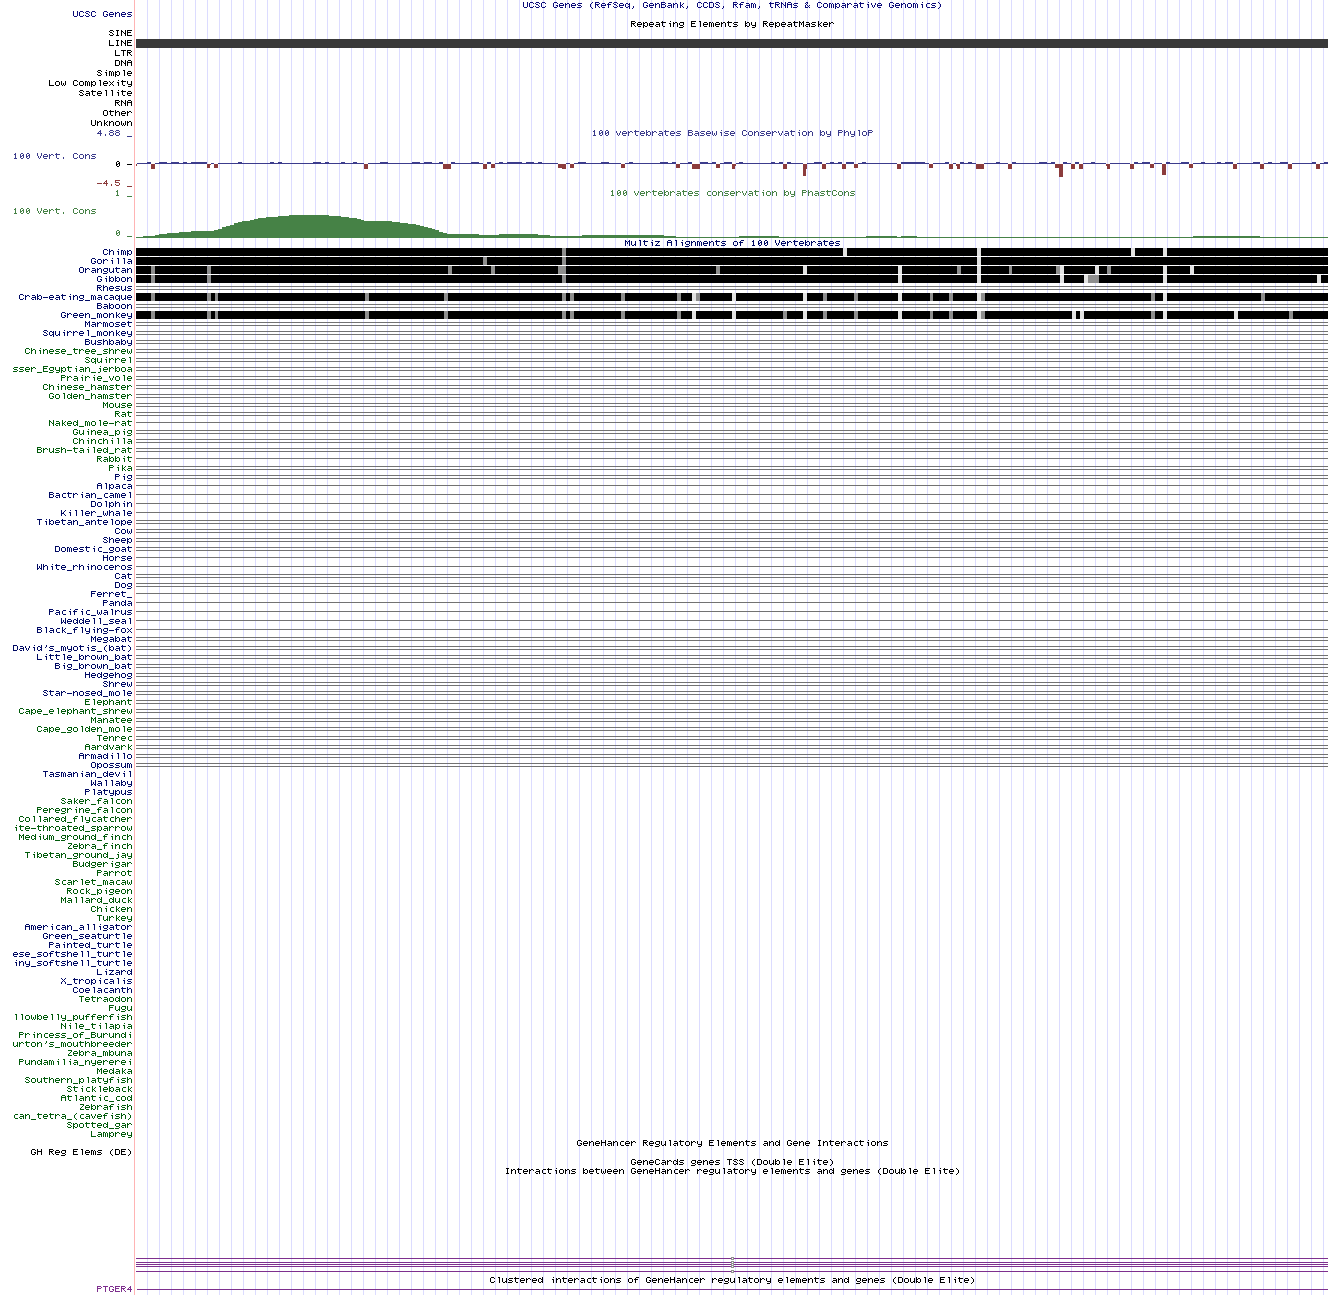 UCSC Genes (RefSeq, GenBank, CCDS, Rfam, tRNAs & Comparative Genomics)
UCSC Genes
Repeating Elements by RepeatMasker
SINE
LINE
LTR
DNA
Simple
Low Complexity
Satellite
RNA
Other
Unknown
4.88 _
100 vertebrates Basewise Conservation by PhyloP
100 Vert. Cons
0 -
-4.5 _
1 _
100 vertebrates conservation by PhastCons
100 Vert. Cons
0 _
Multiz Alignments of 100 Vertebrates
Chimp
Gorilla
Orangutan
Gibbon
Rhesus
Crab-eating_macaque
Baboon
Green_monkey
Marmoset
Squirrel_monkey
Bushbaby
Chinese_tree_shrew
Squirrel
sser_Egyptian_jerboa
Prairie_vole
Chinese_hamster
Golden_hamster
Mouse
Rat
Naked_mole-rat
Guinea_pig
Chinchilla
Brush-tailed_rat
Rabbit
Pika
Pig
Alpaca
Bactrian_camel
Dolphin
Killer_whale
Tibetan_antelope
Cow
Sheep
Domestic_goat
Horse
White_rhinoceros
Cat
Dog
Ferret_
Panda
Pacific_walrus
Weddell_seal
Black_flying-fox
Megabat
David's_myotis_(bat)
Little_brown_bat
Big_brown_bat
Hedgehog
Shrew
Star-nosed_mole
Elephant
Cape_elephant_shrew
Manatee
Cape_golden_mole
Tenrec
Aardvark
Armadillo
Opossum
Tasmanian_devil
Wallaby
Platypus
Saker_falcon
Peregrine_falcon
Collared_flycatcher
ite-throated_sparrow
Medium_ground_finch
Zebra_finch
Tibetan_ground_jay
Budgerigar
Parrot
Scarlet_macaw
Rock_pigeon
Mallard_duck
Chicken
Turkey
American_alligator
Green_seaturtle
Painted_turtle
ese_softshell_turtle
iny_softshell_turtle
Lizard
X_tropicalis
Coelacanth
Tetraodon
Fugu
llowbelly_pufferfish
Nile_tilapia
Princess_of_Burundi
urton's_mouthbreeder
Zebra_mbuna
Pundamilia_nyererei
Medaka
Southern_platyfish
Stickleback
Atlantic_cod
Zebrafish
can_tetra_(cavefish)
Spotted_gar
Lamprey
GeneHancer Regulatory Elements and Gene Interactions
GH Reg Elems (DE)
GeneCards genes TSS (Double Elite)
Interactions between GeneHancer regulatory elements and genes (Double Elite)
Clustered interactions of GeneHancer regulatory elements and genes (Double Elite)
PTGER4